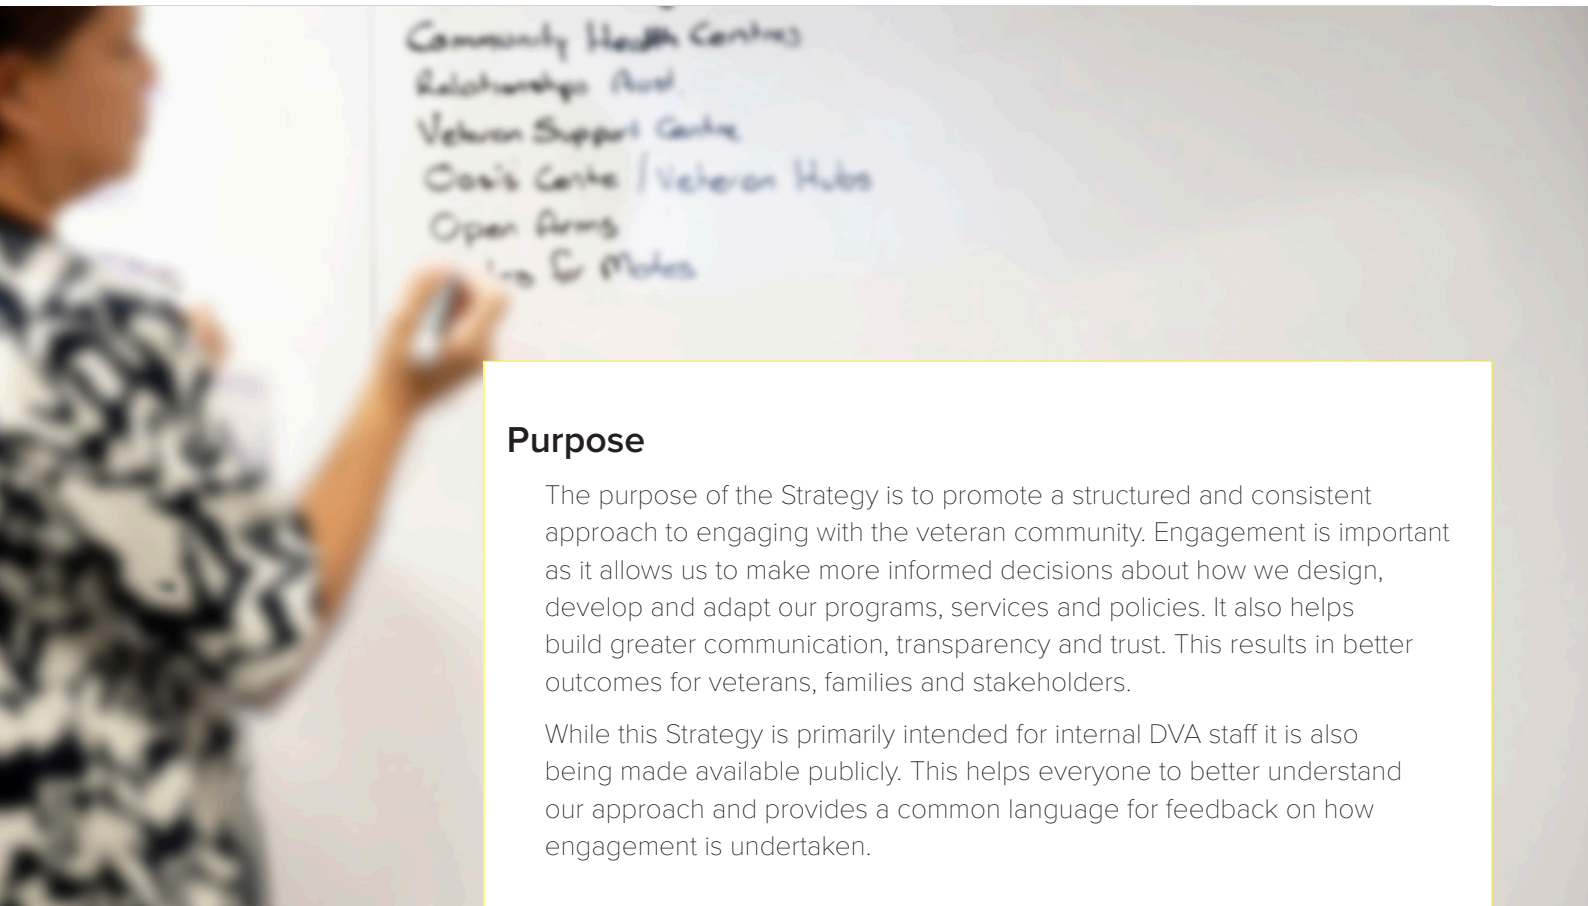 Community Health Centres
Relationships Aust.
Veteran Support Centre
Oasis Centre / Veteran Hubs
Open Arms
& Mates
Purpose
The purpose of the Strategy is to promote a structured and consistent
approach to engaging with the veteran community. Engagement is important
as it allows us to make more informed decisions about how we design,
develop and adapt our programs, services and policies. It also helps
build greater communication, transparency and trust. This results in better
outcomes for veterans, families and stakeholders.
While this Strategy is primarily intended for internal DVA staff it is also
being made available publicly. This helps everyone to better understand
our approach and provides a common language for feedback on how
engagement is undertaken.